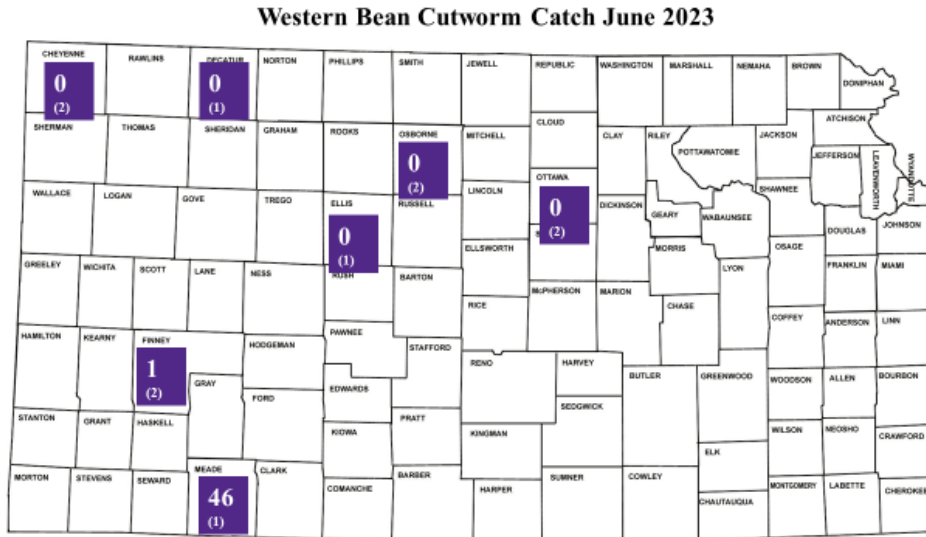 Western Bean Cutworm Catch June 2023
CHEYENNE
RAWLINS
DECATUR
NORTON
PHILLIPS
SMITH
JEWELL
REPUBLIC
WASHINGTON
MARSHALL
NEMAHA
BROWN
DONIPHAN
0
(2)
0
(1)
ATCHISON
SHERMAN
THOMAS
SHERIDAN
GRAHAM
ROOKS
OSBORNE
MITCHELL
CLOUD
CLAY
RILEY
POTTAWATOMIE
JACKSON
JEFFERSON
LEAVENWORTH
WYANDOTTE
0
(2)
WALLACE
LOGAN
GOVE
TREGO
ELLIS
RUSSELL
LINCOLN
OTTAWA
DICKINSON
GEARY
WABAUNSEE
SHAWNEE
DOUGLAS
JOHNSON
0
(1)
0
(2)
ELLSWORTH
MORRIS
OSAGE
GREELEY
WICHITA
SCOTT
LANE
NESS
RUSH
BARTON
RICE
McPHERSON
MARION
CHASE
LYON
FRANKLIN
MIAMI
HAMILTON
KEARNY
FINNEY
HODGEMAN
PAWNEE
STAFFORD
RENO
HARVEY
BUTLER
GREENWOOD
COFFEY
ANDERSON
LINN
1
(2)
GRAY
FORD
EDWARDS
SEDGWICK
WOODSON
ALLEN
BOURBON
STANTON
GRANT
HASKELL
KIOWA
PRATT
KINGMAN
ELK
WILSON
NEOSHO
CRAWFORD
MORTON
STEVENS
SEWARD
MEADE
CLARK
COMANCHE
BARBER
HARPER
SUMNER
COWLEY
CHAUTAUQUA
MONTGOMERY
LABETTE
CHEROKEE
46
(1)